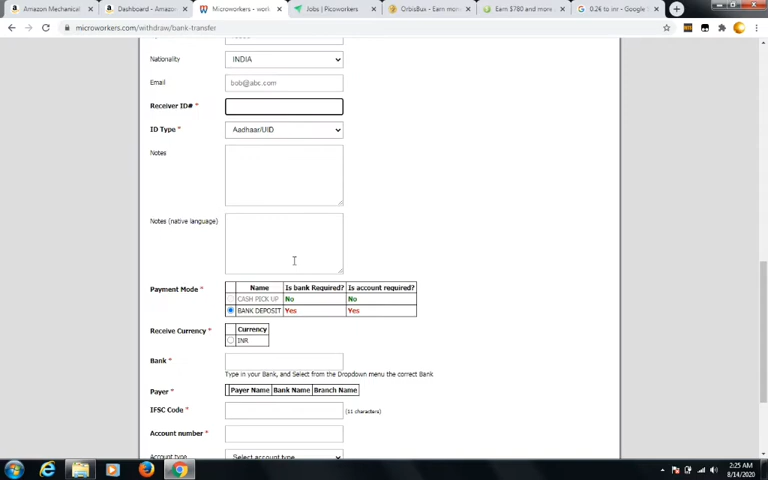 Amazon Mechanical
Dashboard - Amazo
Microworkers - work
Jobs | Picoworkers
OrbisBux - Earn mon
Earn $780 and more
0.26 to inr - Google
microworkers.com/withdraw/bank-transfer
Nationality INDIA
Email bob@abc.com
Receiver ID# *
ID Type * Aadhaar/UID
Notes
Notes (native language)
Payment Mode * Name Is bank Required? Is account required?
CASH PICK UP No No
BANK DEPOSIT Yes Yes
Receive Currency * Currency
INR
Bank *
Type in your Bank, and Select from the Dropdown menu the correct Bank
Payer * Payer Name Bank Name Branch Name
IFSC Code * (11 characters)
Account number *
Account type Select account type
2:25 AM
8/14/2020